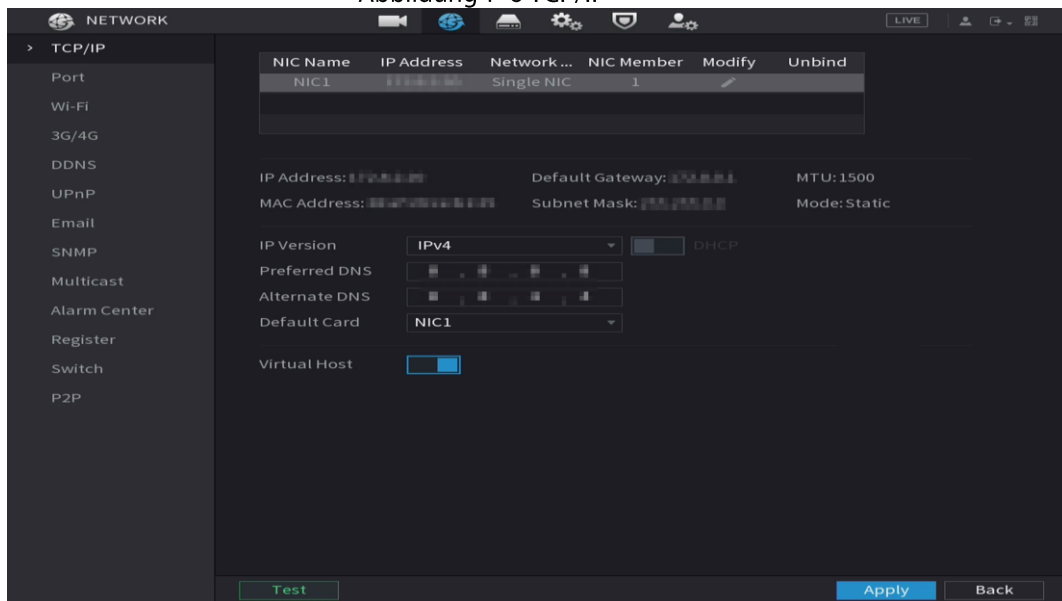 NETWORK
LIVE
TCP/IP
Port
Wi-Fi
3G/4G
DDNS
UPnP
Email
SNMP
Multicast
Alarm Center
Register
Switch
P2P
NIC Name IP Address Network ... NIC Member Modify Unbind
NIC1 Single NIC 1
IP Address: Default Gateway: MTU:1500
MAC Address: Subnet Mask: Mode:Static
IP Version IPv4 DHCP
Preferred DNS
Alternate DNS
Default Card NIC1
Virtual Host
Test Apply Back